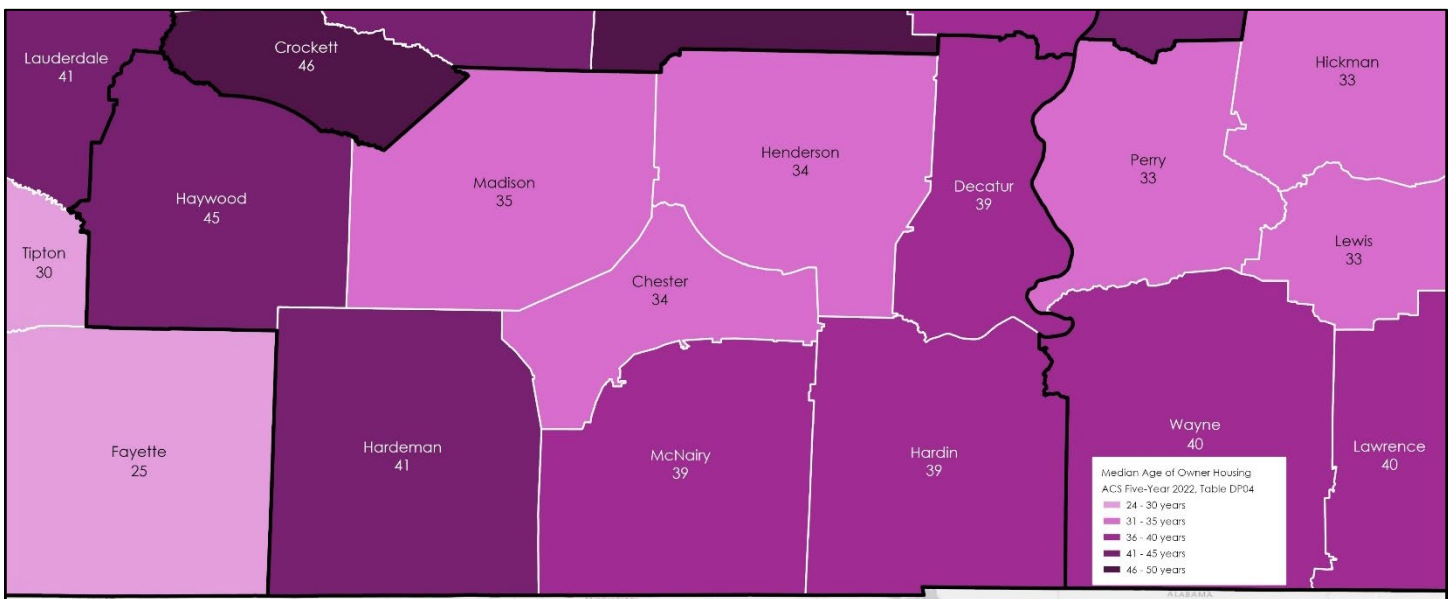 Crockett
46
Lauderdale
41
Hickman
33
Henderson
34
Perry
33
Madison
35
Decatur
39
Haywood
45
Tipton
30
Lewis
33
Chester
34
Fayette
25
Hardeman
41
McNairy
39
Hardin
39
Wayne
40
Lawrence
40
Median Age of Owner Housing
ACS Five-Year 2022, Table DP04
24 - 30 years
31 - 35 years
36 - 40 years
41 - 45 years
46 - 50 years
ALABAMA